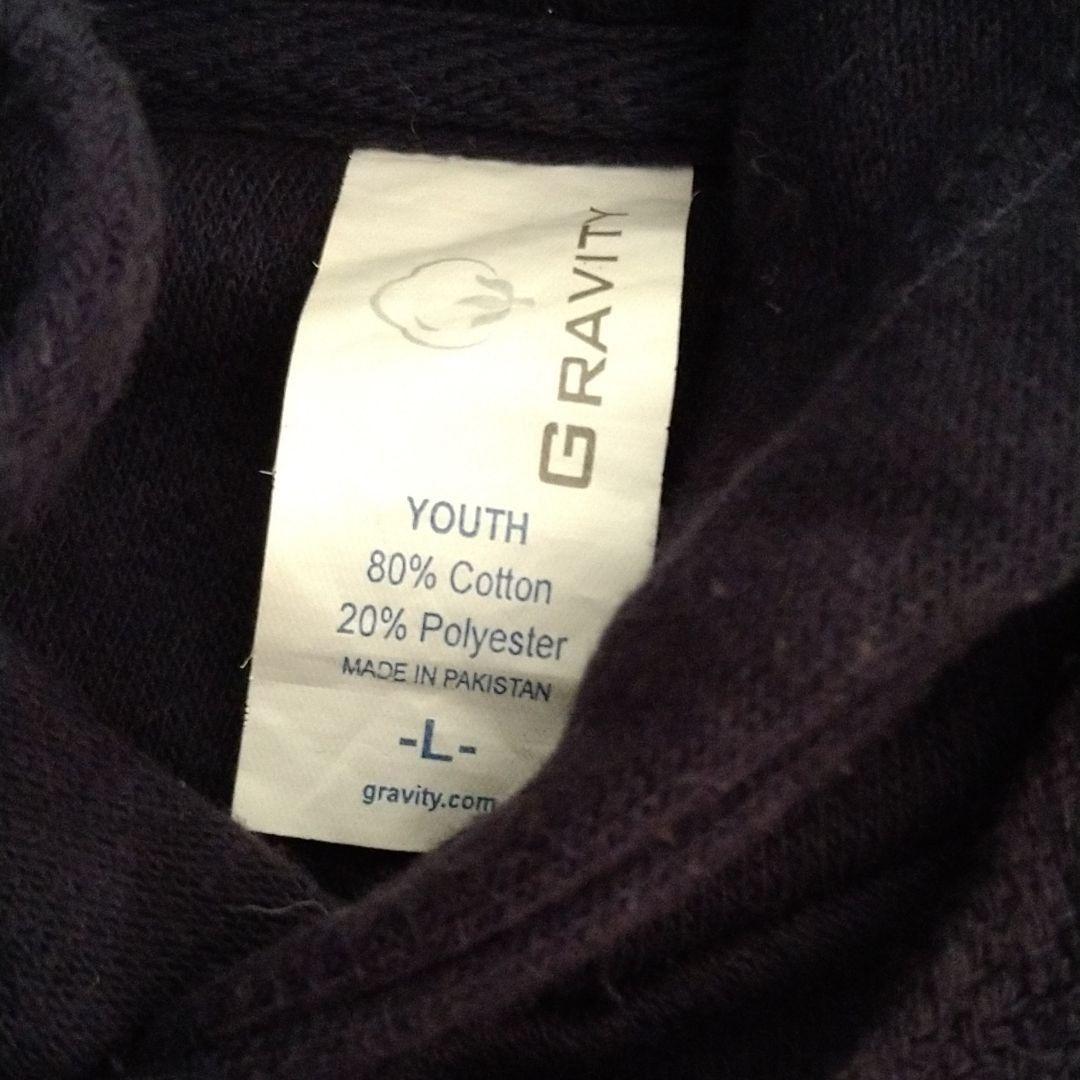 GRAVITY
YOUTH
80% Cotton
20% Polyester
MADE IN PAKISTAN
-L-
gravity.com